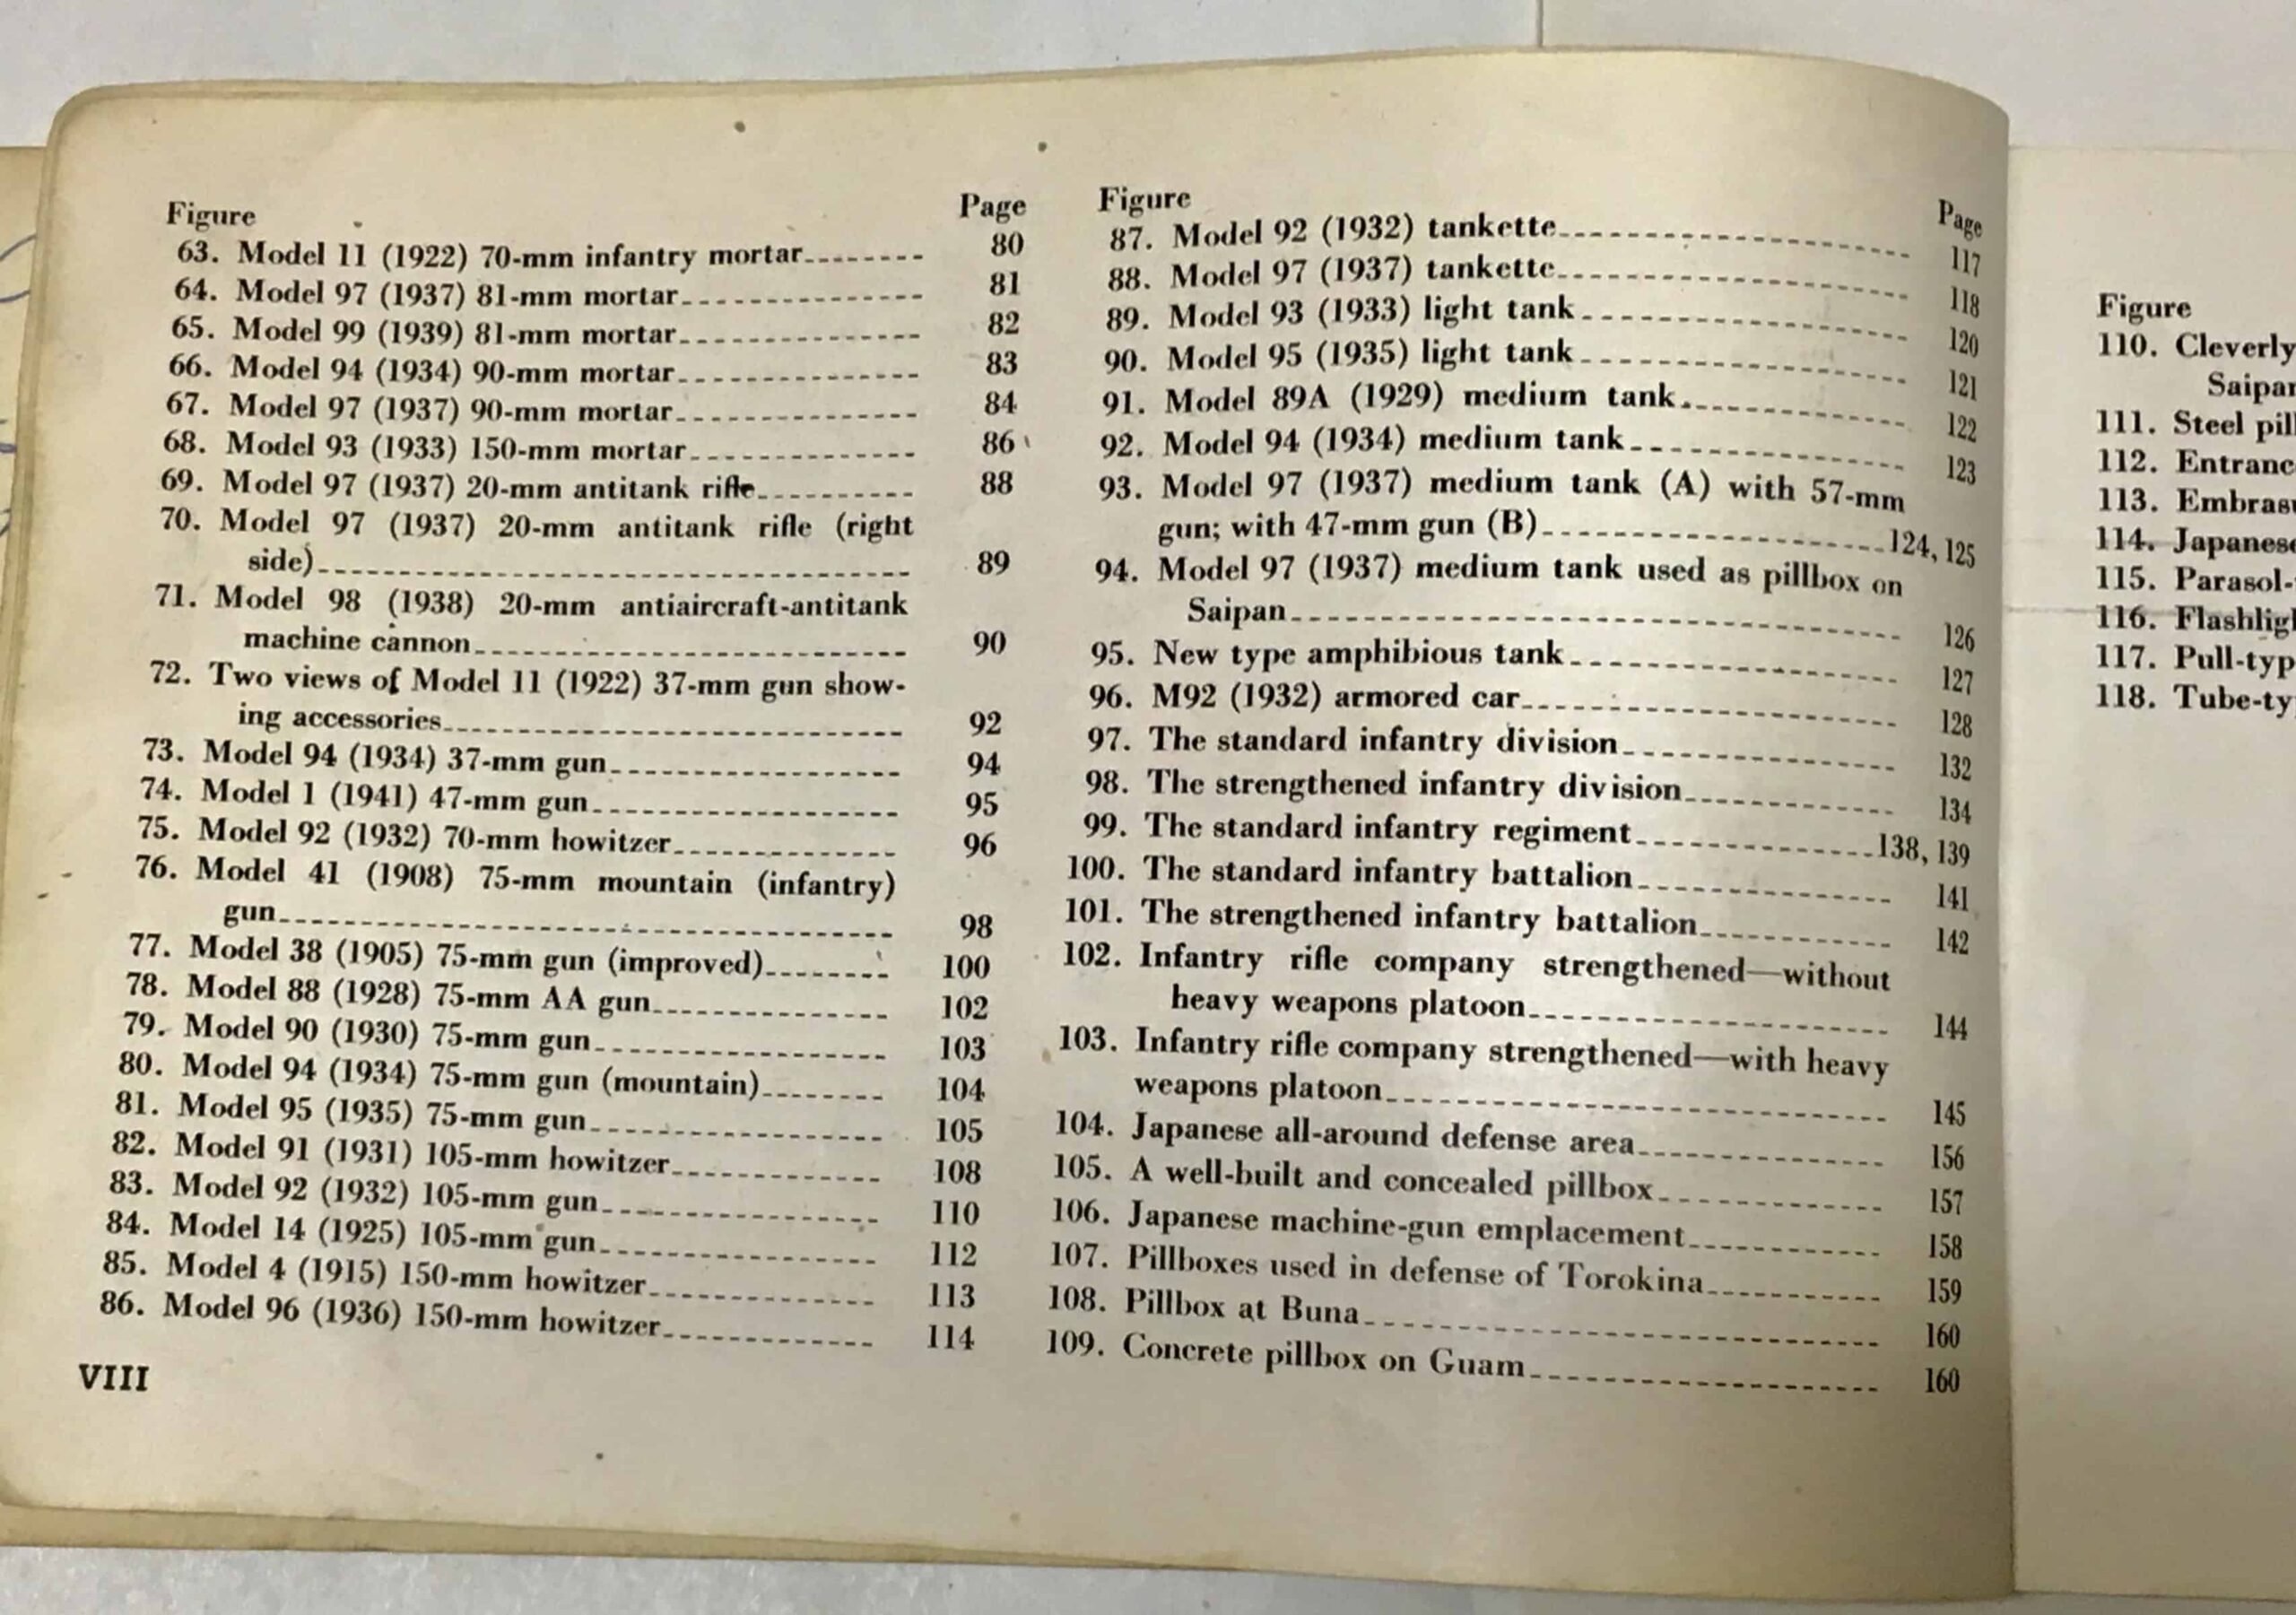 Figure Page
63. Model 11 (1922) 70-mm infantry mortar 80
64. Model 97 (1937) 81-mm mortar 81
65. Model 99 (1939) 81-mm mortar 82
66. Model 94 (1934) 90-mm mortar 83
67. Model 97 (1937) 90-mm mortar 84
68. Model 93 (1933) 150-mm mortar 86
69. Model 97 (1937) 20-mm antitank rifle 88
70. Model 97 (1937) 20-mm antitank rifle (right
side) 89
71. Model 98 (1938) 20-mm antiaircraft-antitank
machine cannon 90
72. Two views of Model 11 (1922) 37-mm gun show-
ing accessories 92
73. Model 94 (1934) 37-mm gun 94
74. Model 1 (1941) 47-mm gun 95
75. Model 92 (1932) 70-mm howitzer 96
76. Model 41 (1908) 75-mm mountain (infantry)
gun 98
77. Model 38 (1905) 75-mm gun (improved) 100
78. Model 88 (1928) 75-mm AA gun 102
79. Model 90 (1930) 75-mm gun 103
80. Model 94 (1934) 75-mm gun (mountain) 104
81. Model 95 (1935) 75-mm gun 105
82. Model 91 (1931) 105-mm howitzer 108
83. Model 92 (1932) 105-mm gun 110
84. Model 14 (1925) 105-mm gun 112
85. Model 4 (1915) 150-mm howitzer 113
86. Model 96 (1936) 150-mm howitzer 114
VIII
Figure Page
87. Model 92 (1932) tankette 117
88. Model 97 (1937) tankette 118
89. Model 93 (1933) light tank 120
90. Model 95 (1935) light tank 121
91. Model 89A (1929) medium tank 122
92. Model 94 (1934) medium tank 123
93. Model 97 (1937) medium tank (A) with 57-mm
gun; with 47-mm gun (B) 124, 125
94. Model 97 (1937) medium tank used as pillbox on
Saipan 126
95. New type amphibious tank 127
96. M92 (1932) armored car 128
97. The standard infantry division 132
98. The strengthened infantry division 134
99. The standard infantry regiment 138, 139
100. The standard infantry battalion 141
101. The strengthened infantry battalion 142
102. Infantry rifle company strengthened—without
heavy weapons platoon 144
103. Infantry rifle company strengthened—with heavy
weapons platoon 145
104. Japanese all-around defense area 156
105. A well-built and concealed pillbox 157
106. Japanese machine-gun emplacement 158
107. Pillboxes used in defense of Torokina 159
108. Pillbox at Buna 160
109. Concrete pillbox on Guam 160
Figure
110. Cleverly
111. Steel
112.
113.
114.
115. Parasol-
116.
117.
118.